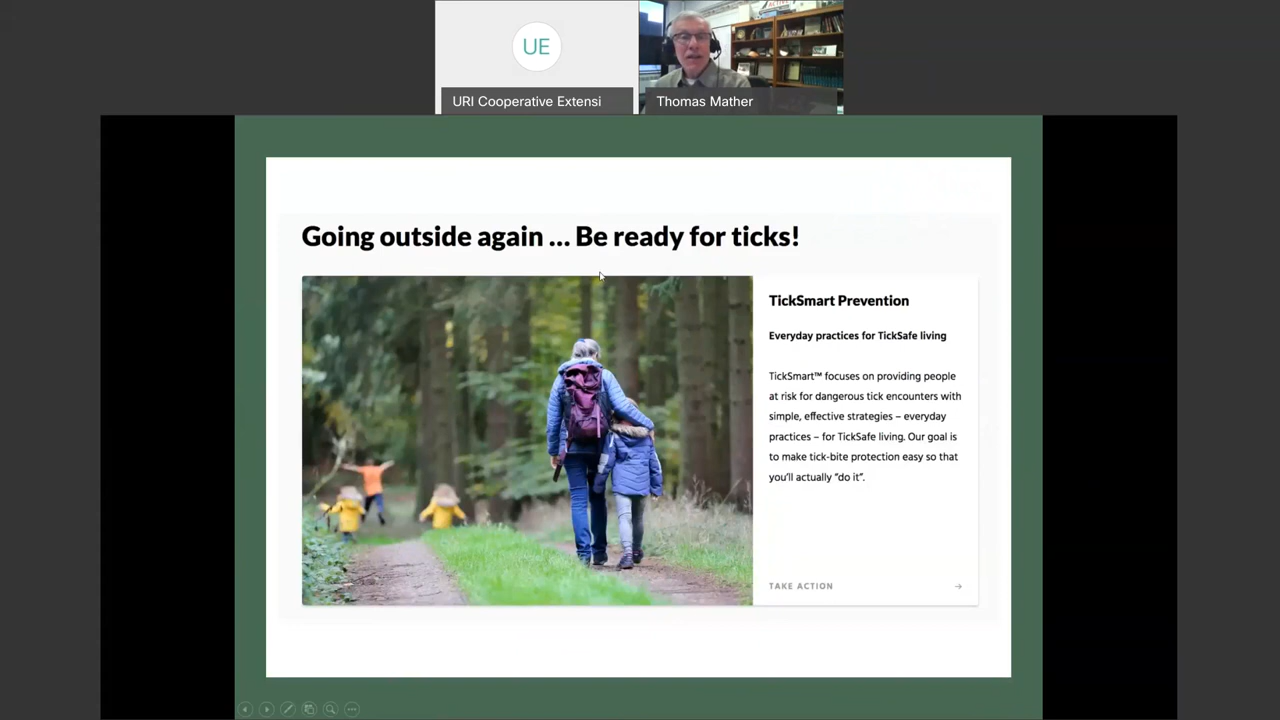 UE
URI Cooperative Extensi
Thomas Mather
Going outside again ... Be ready for ticks!
TickSmart Prevention
Everyday practices for TickSafe living
TickSmart™ focuses on providing people
at risk for dangerous tick encounters with
simple, effective strategies – everyday
practices – for TickSafe living. Our goal is
to make tick-bite protection easy so that
you'll actually “do it”.
TAKE ACTION